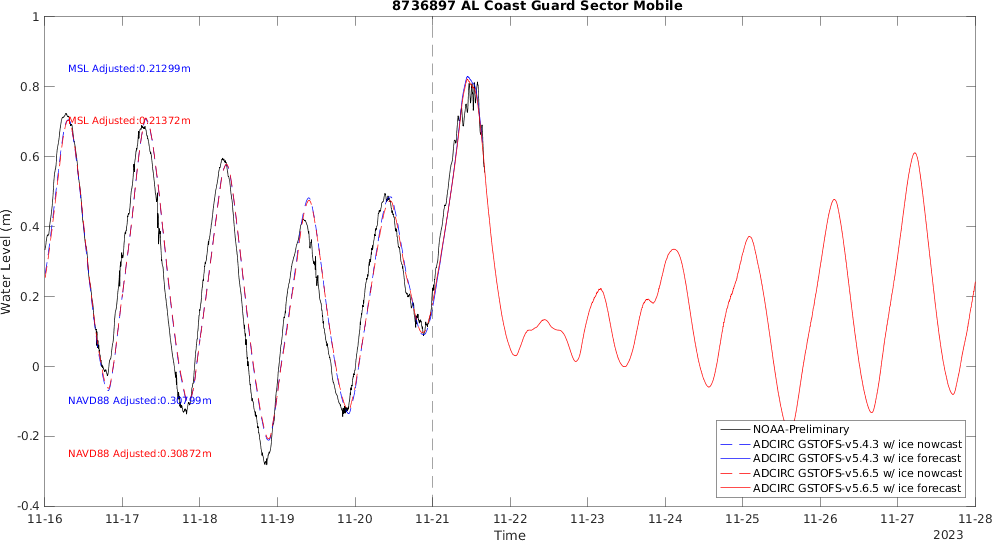 8736897 AL Coast Guard Sector Mobile
1
0.8
0.6
0.4
0.2
0
-0.2
-0.4
Water Level (m)
MSL Adjusted:0.21299m
MSL Adjusted:0.21372m
NAVD88 Adjusted:0.30799m
NAVD88 Adjusted:0.30872m
NOAA-Preliminary
ADCIRC GSTOFS-v5.4.3 w/ ice nowcast
ADCIRC GSTOFS-v5.4.3 w/ ice forecast
ADCIRC GSTOFS-v5.6.5 w/ ice nowcast
ADCIRC GSTOFS-v5.6.5 w/ ice forecast
11-16 11-17 11-18 11-19 11-20 11-21 11-22 11-23 11-24 11-25 11-26 11-27 11-28
Time
2023